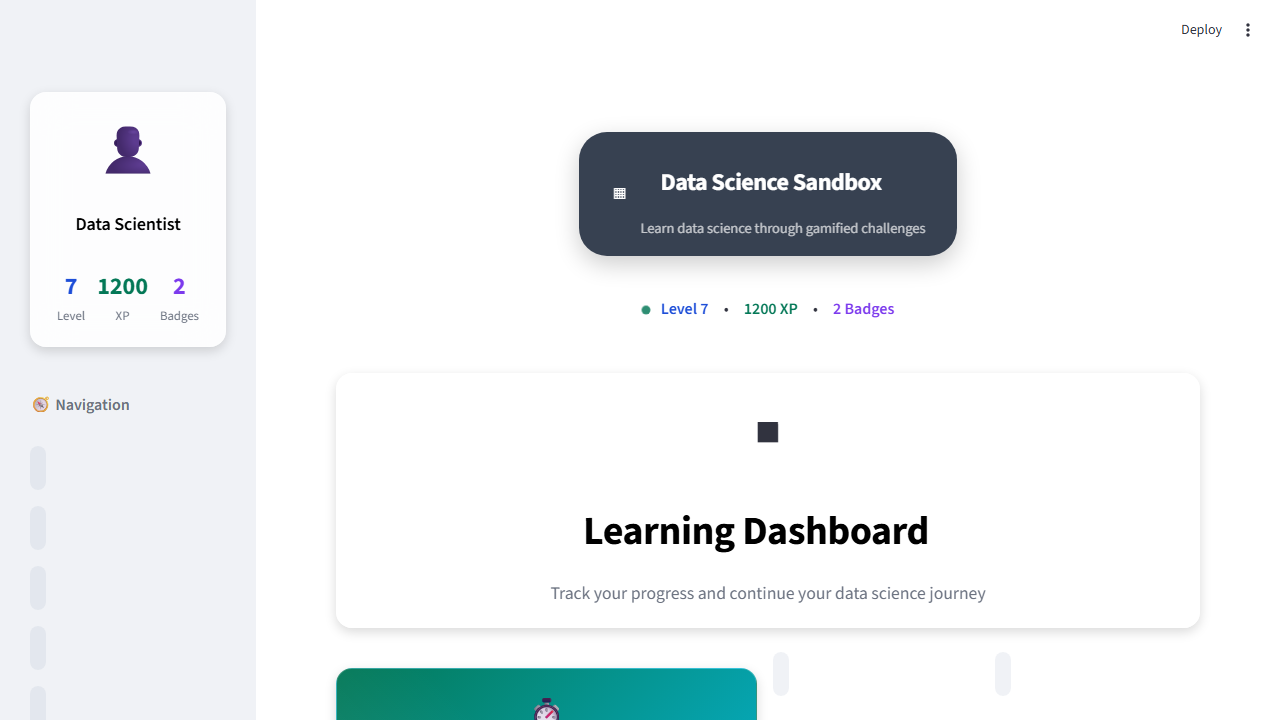 Deploy
Data Scientist
7 1200 2
Level XP Badges
Navigation
Data Science Sandbox
Learn data science through gamified challenges
Level 7 • 1200 XP • 2 Badges
Learning Dashboard
Track your progress and continue your data science journey